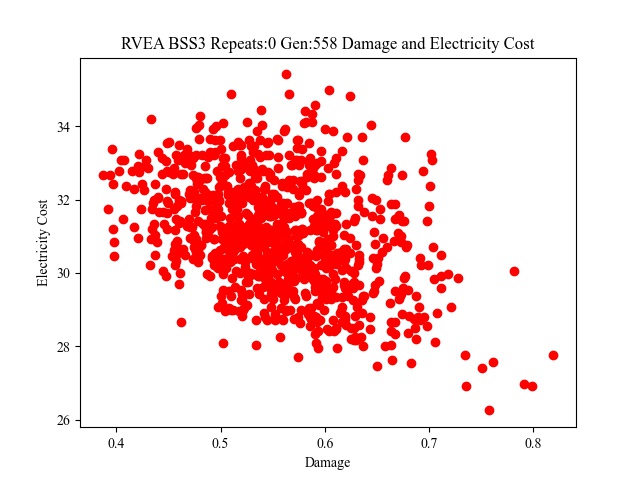 RVEA BSS3 Repeats:0 Gen:558 Damage and Electricity Cost
34
32
30
28
26
Electricity Cost
0.4 0.5 0.6 0.7 0.8
Damage